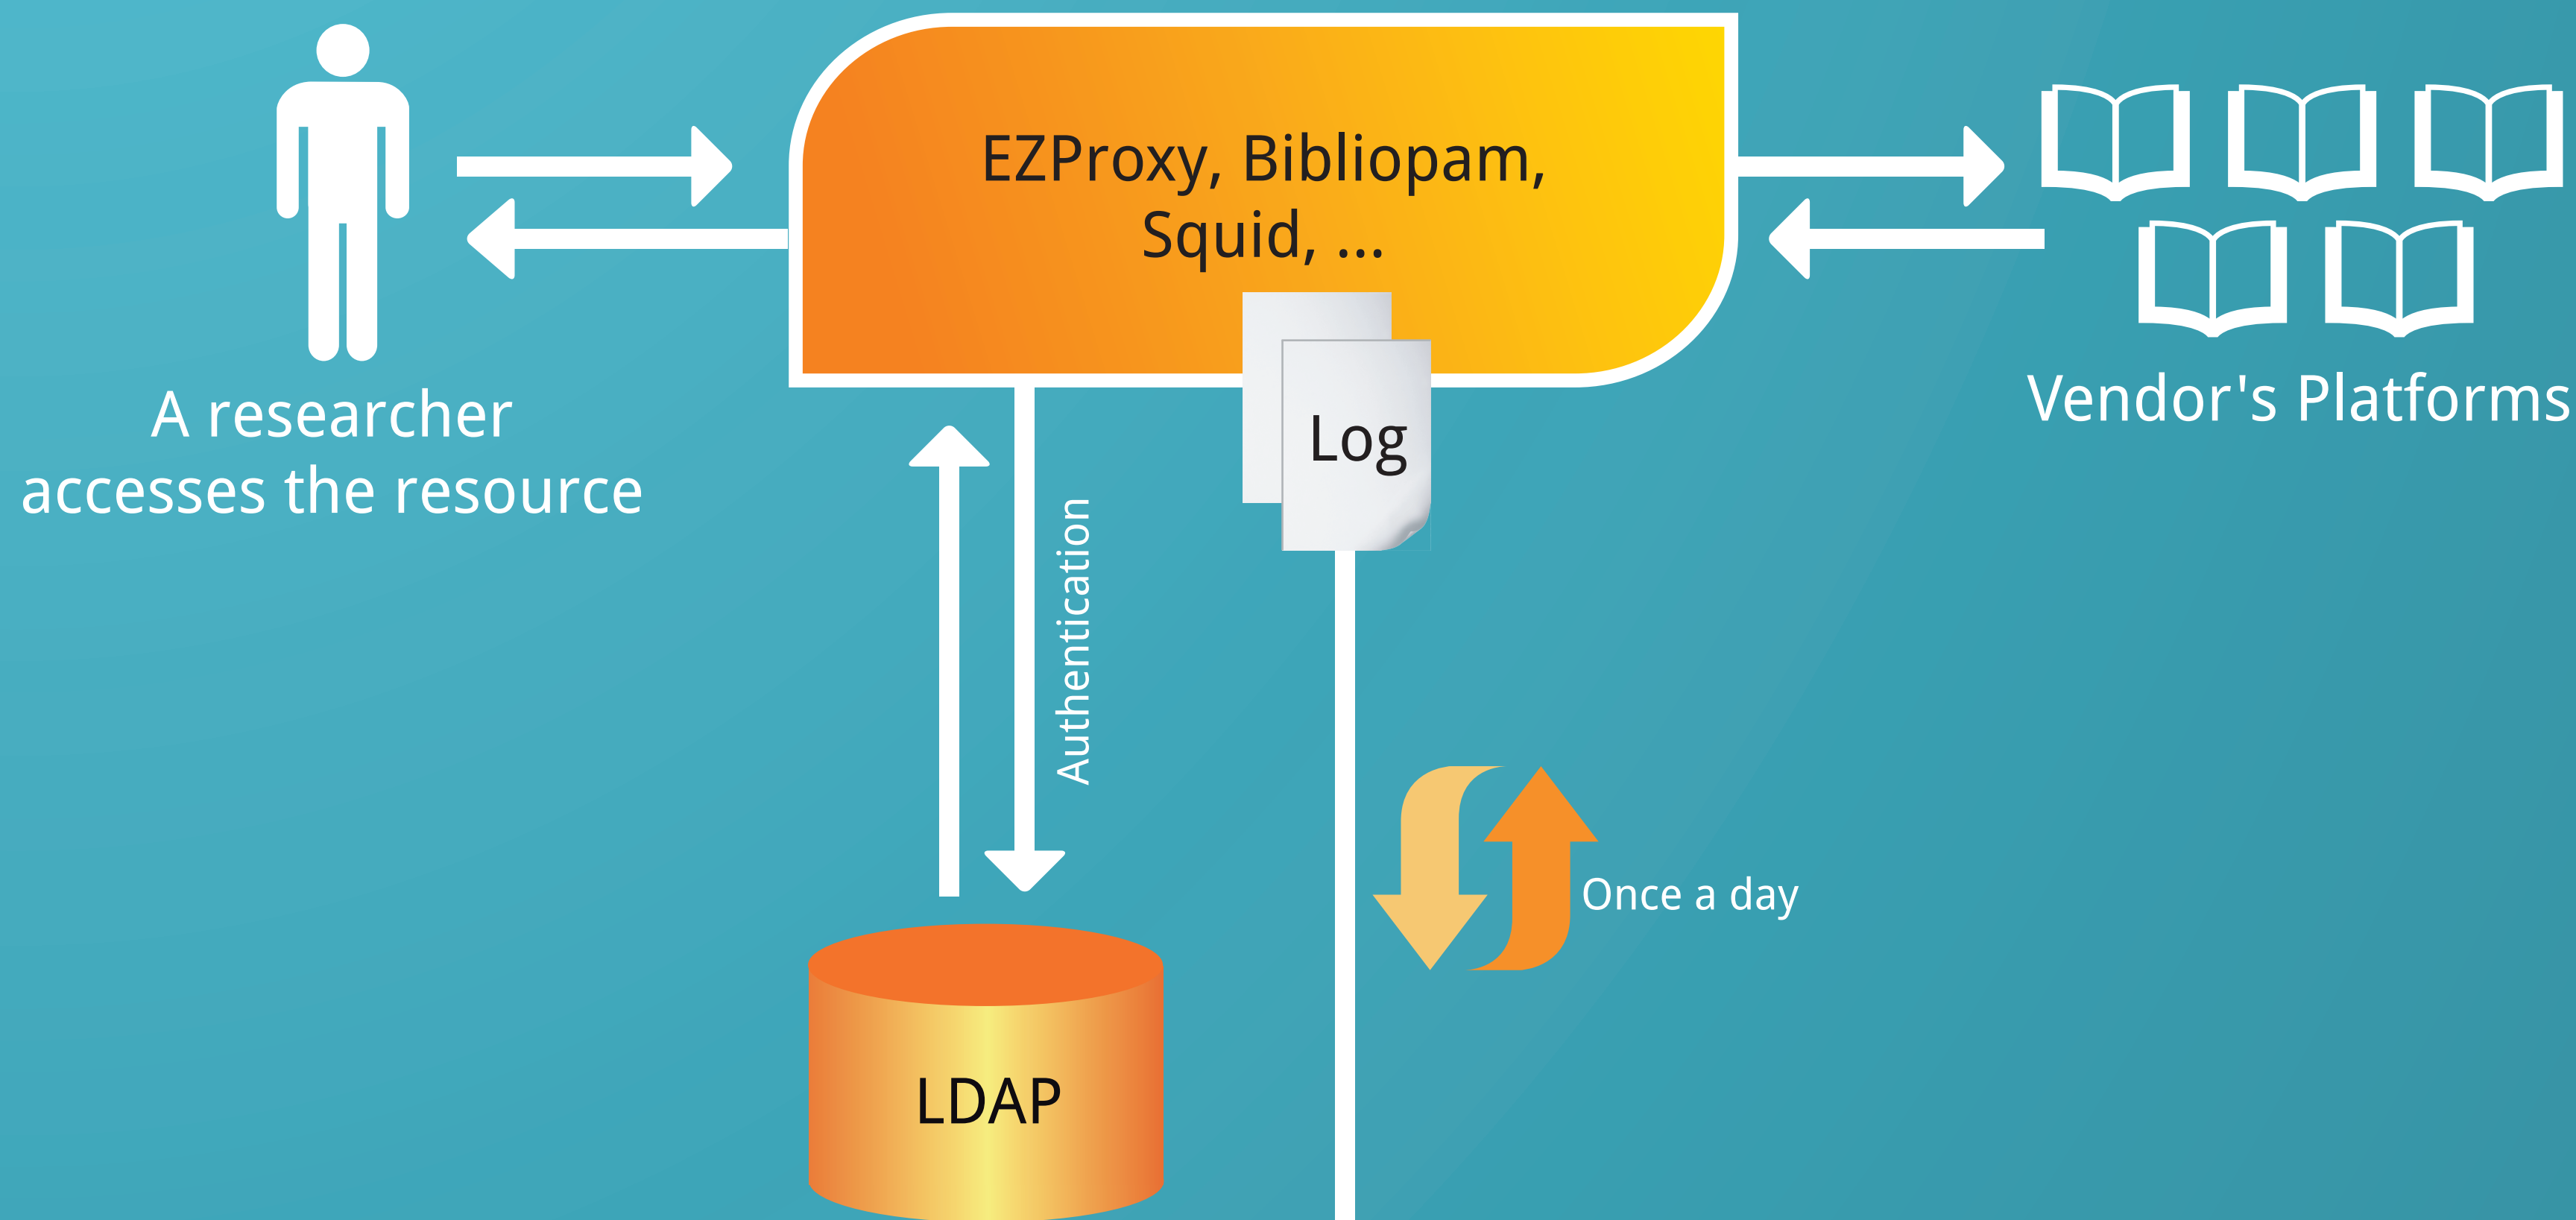 EZProxy, Bibliopam,
Squid, ...
A researcher
accesses the resource
Vendor's Platforms
Log
Authentication
Once a day
LDAP